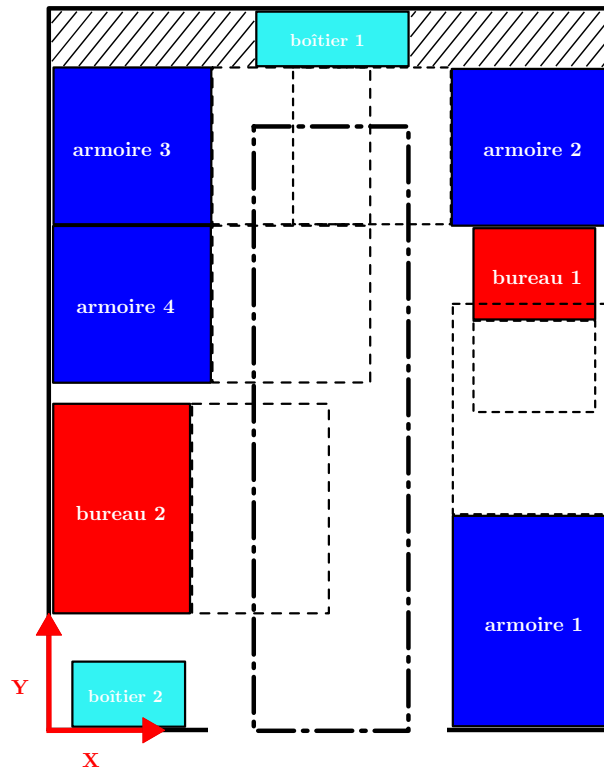 boîtier 1
armoire 3
armoire 2
bureau 1
armoire 4
bureau 2
armoire 1
Y
boîtier 2
X